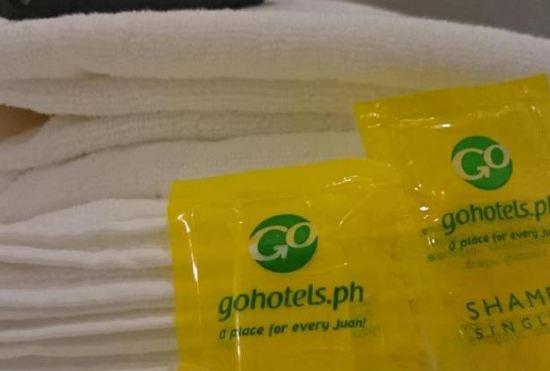 GO
gohotels.ph
a place for every Juan!
GO
gohotels.ph
a place for every Juan!
SHAM
SINGL